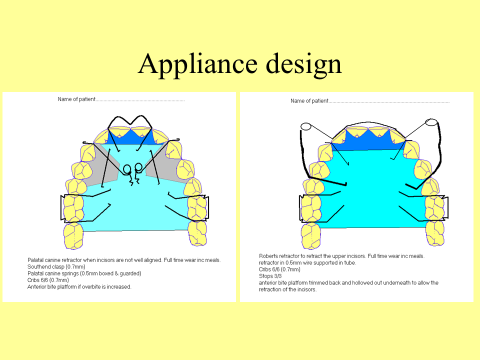 Appliance design
Name of patient
Name of patient
Palatal canine retractor when incisors are not well aligned. Full time wear inc meals
Southend clasp (0.7mm)
Palatal canine springs (0.5mm boxed & guarded)
Cribs 6/6 (0.7mm)
Anterior bite platform if overbite is increased.
Roberts retractor to retract the upper incisors. Full time wear inc meals.
retractor in 0.5mm wire supported in tube.
Cribs 6/6 (0.7mm)
Stops 3/3
anterior bite platform trimmed back and hollowed out underneath to allow the
retraction of the incisors